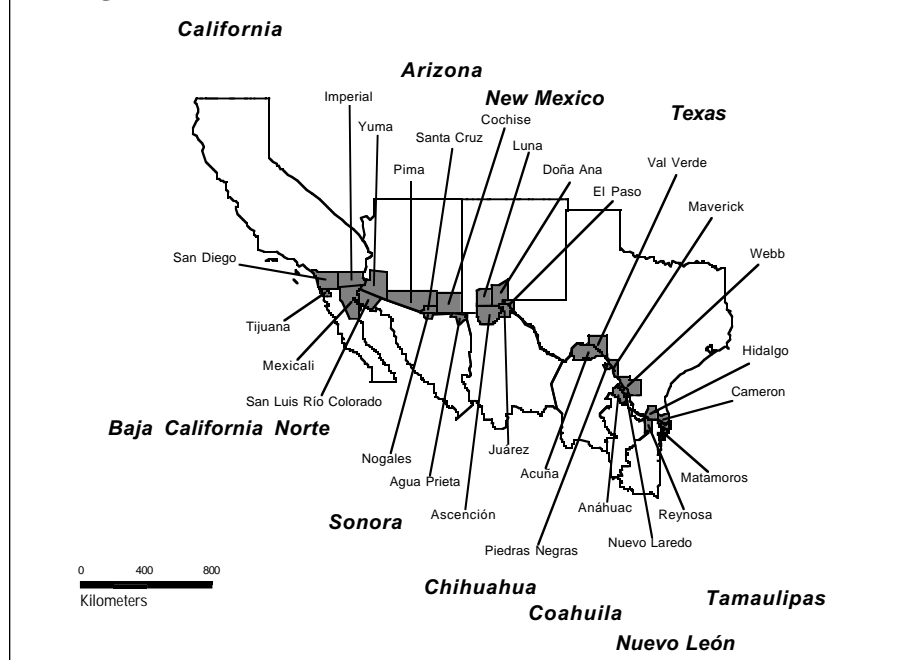 California
Arizona
Imperial
New Mexico
Texas
Cochise
Yuma
Santa Cruz
Luna
Pima
Doña Ana
Val Verde
El Paso
Maverick
San Diego
Webb
Tijuana
Hidalgo
Mexicali
Cameron
San Luis Río Colorado
Baja California Norte
Nogales
Juárez
Agua Prieta
Acuña
Matamoros
Sonora
Ascención
Anáhuac
Reynosa
Piedras Negras
Nuevo Laredo
0 400 800
Kilometers
Chihuahua
Coahuila
Tamaulipas
Nuevo León